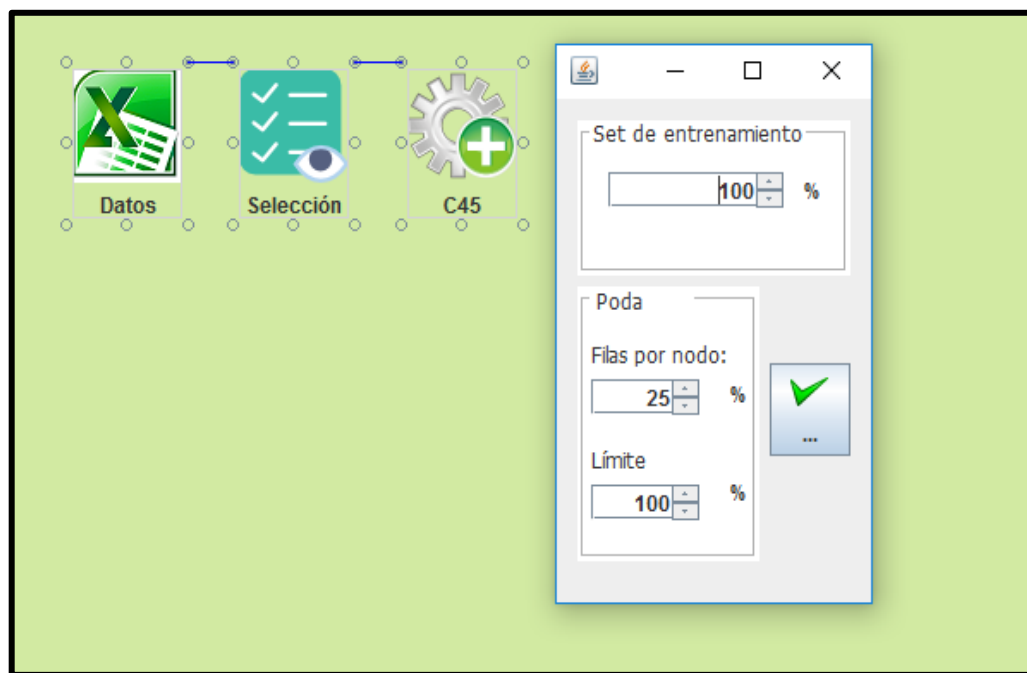 Datos
Selección
C45
Set de entrenamiento
100 %
Poda
Filas por nodo:
25 %
Límite
100 %
...